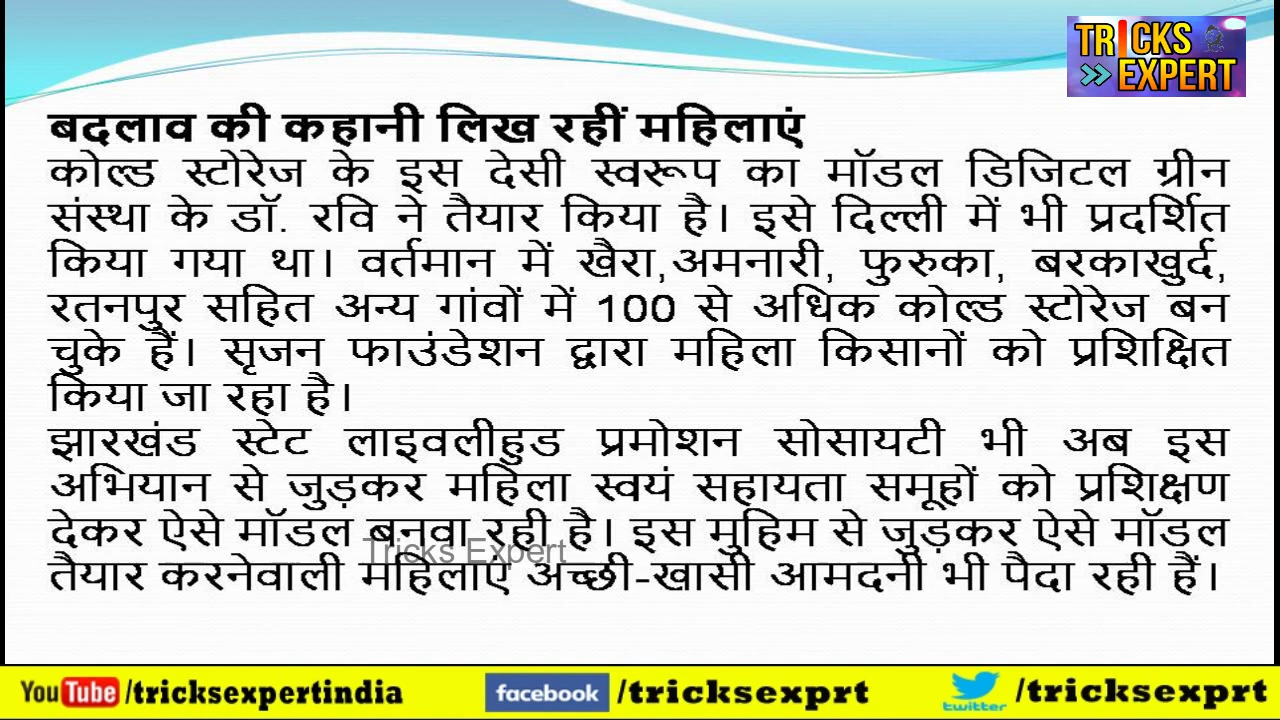 TRICKS
>> EXPERT
बदलाव की कहानी लिख रहीं महिलाएं
कोल्ड स्टोरेज के इस देसी स्वरूप का मॉडल डिजिटल ग्रीन
संस्था के डॉ. रवि ने तैयार किया है। इसे दिल्ली में भी प्रदर्शित
किया गया था। वर्तमान में खैरा,अमनारी, फुरुका, बरकाखुर्द,
रतनपुर सहित अन्य गांवों में 100 से अधिक कोल्ड स्टोरेज बन
चुके हैं। सृजन फाउंडेशन द्वारा महिला किसानों को प्रशिक्षित
किया जा रहा है।
झारखंड स्टेट लाइवलीहुड प्रमोशन सोसायटी भी अब इस
अभियान से जुड़कर महिला स्वयं सहायता समूहों को प्रशिक्षण
देकर ऐसे मॉडल बनवा रही है। इस मुहिम से जुड़कर ऐसे मॉडल
Tricks Expert
तैयार करनेवाली महिलाएं अच्छी-खासी आमदनी भी पैदा रही हैं।
YouTube /tricksexpertindia facebook /tricksexprt twitter /tricksexprt